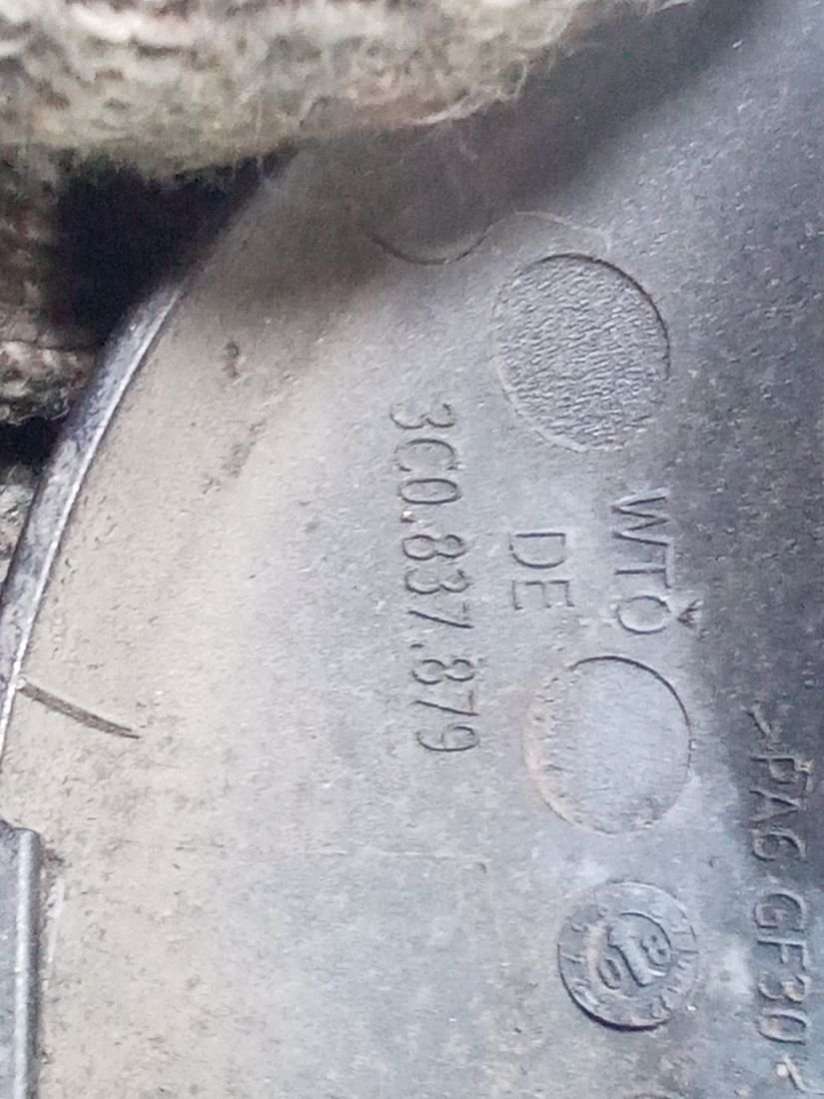 >PA6 GF30<
WTO
DE
3C0.837.879